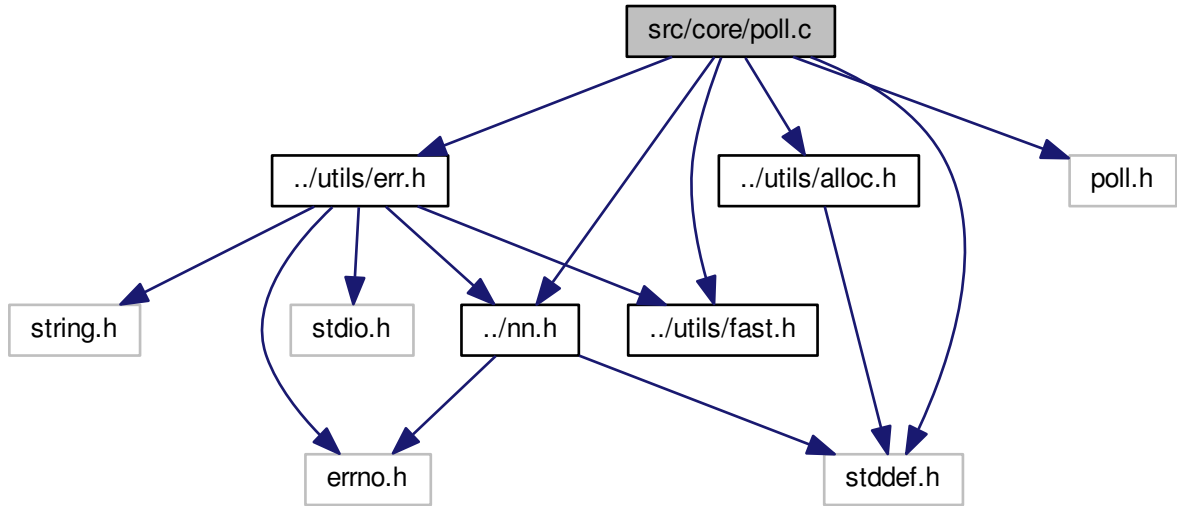 src/core/poll.c
../utils/err.h
../utils/alloc.h
poll.h
string.h
stdio.h
../nn.h
../utils/fast.h
errno.h
stddef.h